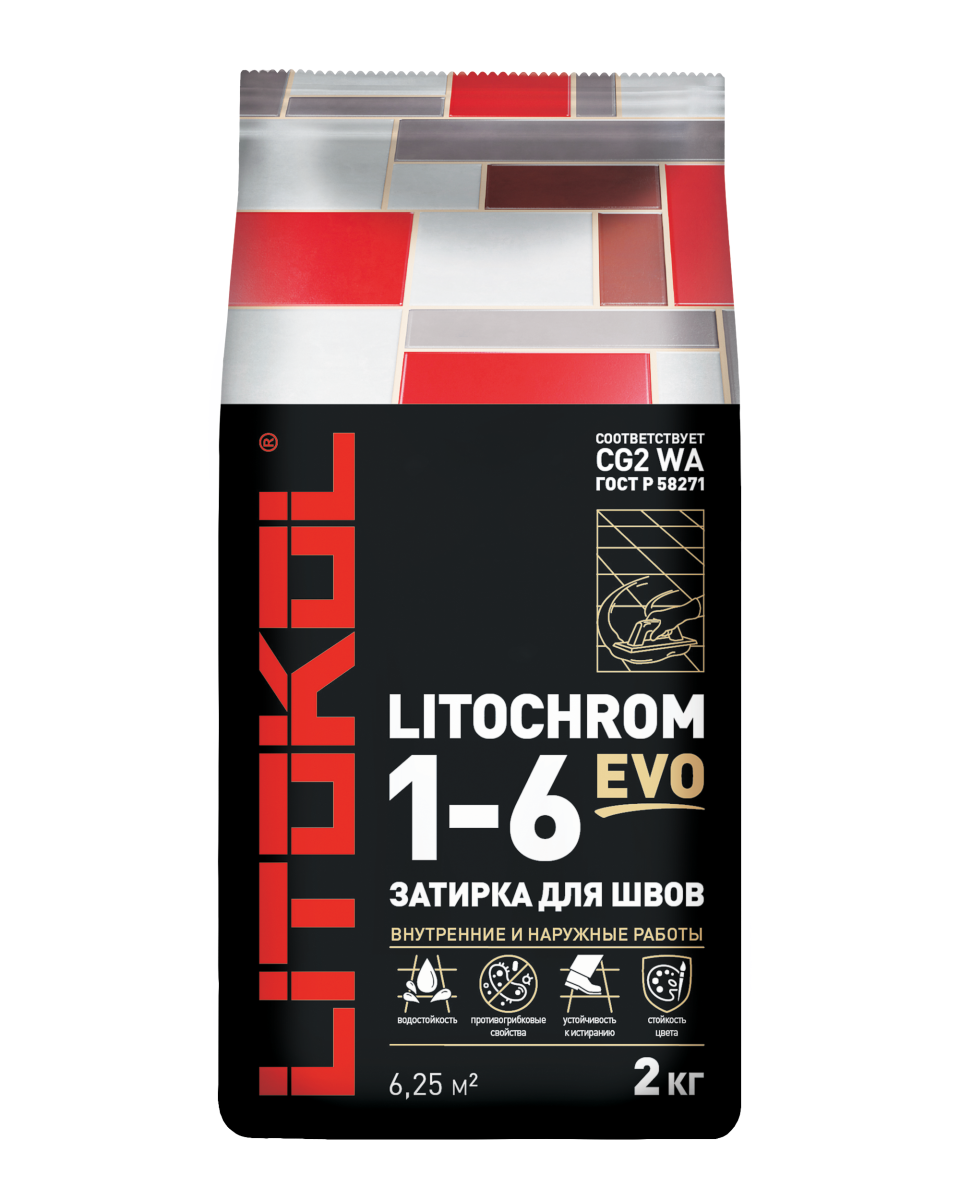 LITOKOL®
СООТВЕТСТВУЕТ
CG2 WA
ГОСТ Р 58271
LITOCHROM
1-6 EVO
ЗАТИРКА ДЛЯ ШВОВ
ВНУТРЕННИЕ И НАРУЖНЫЕ РАБОТЫ
водостойкость
противогрибковые
свойства
устойчивость
к истиранию
стойкость
цвета
6,25 м²
2 кг